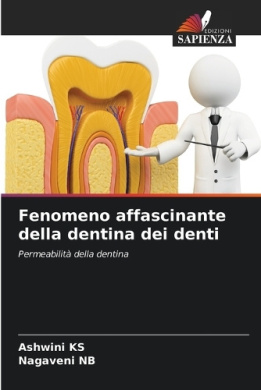 EDIZIONI
SAPIENZA
Fenomeno affascinante
della dentina dei denti
Permeabilità della dentina
Ashwini KS
Nagaveni NB